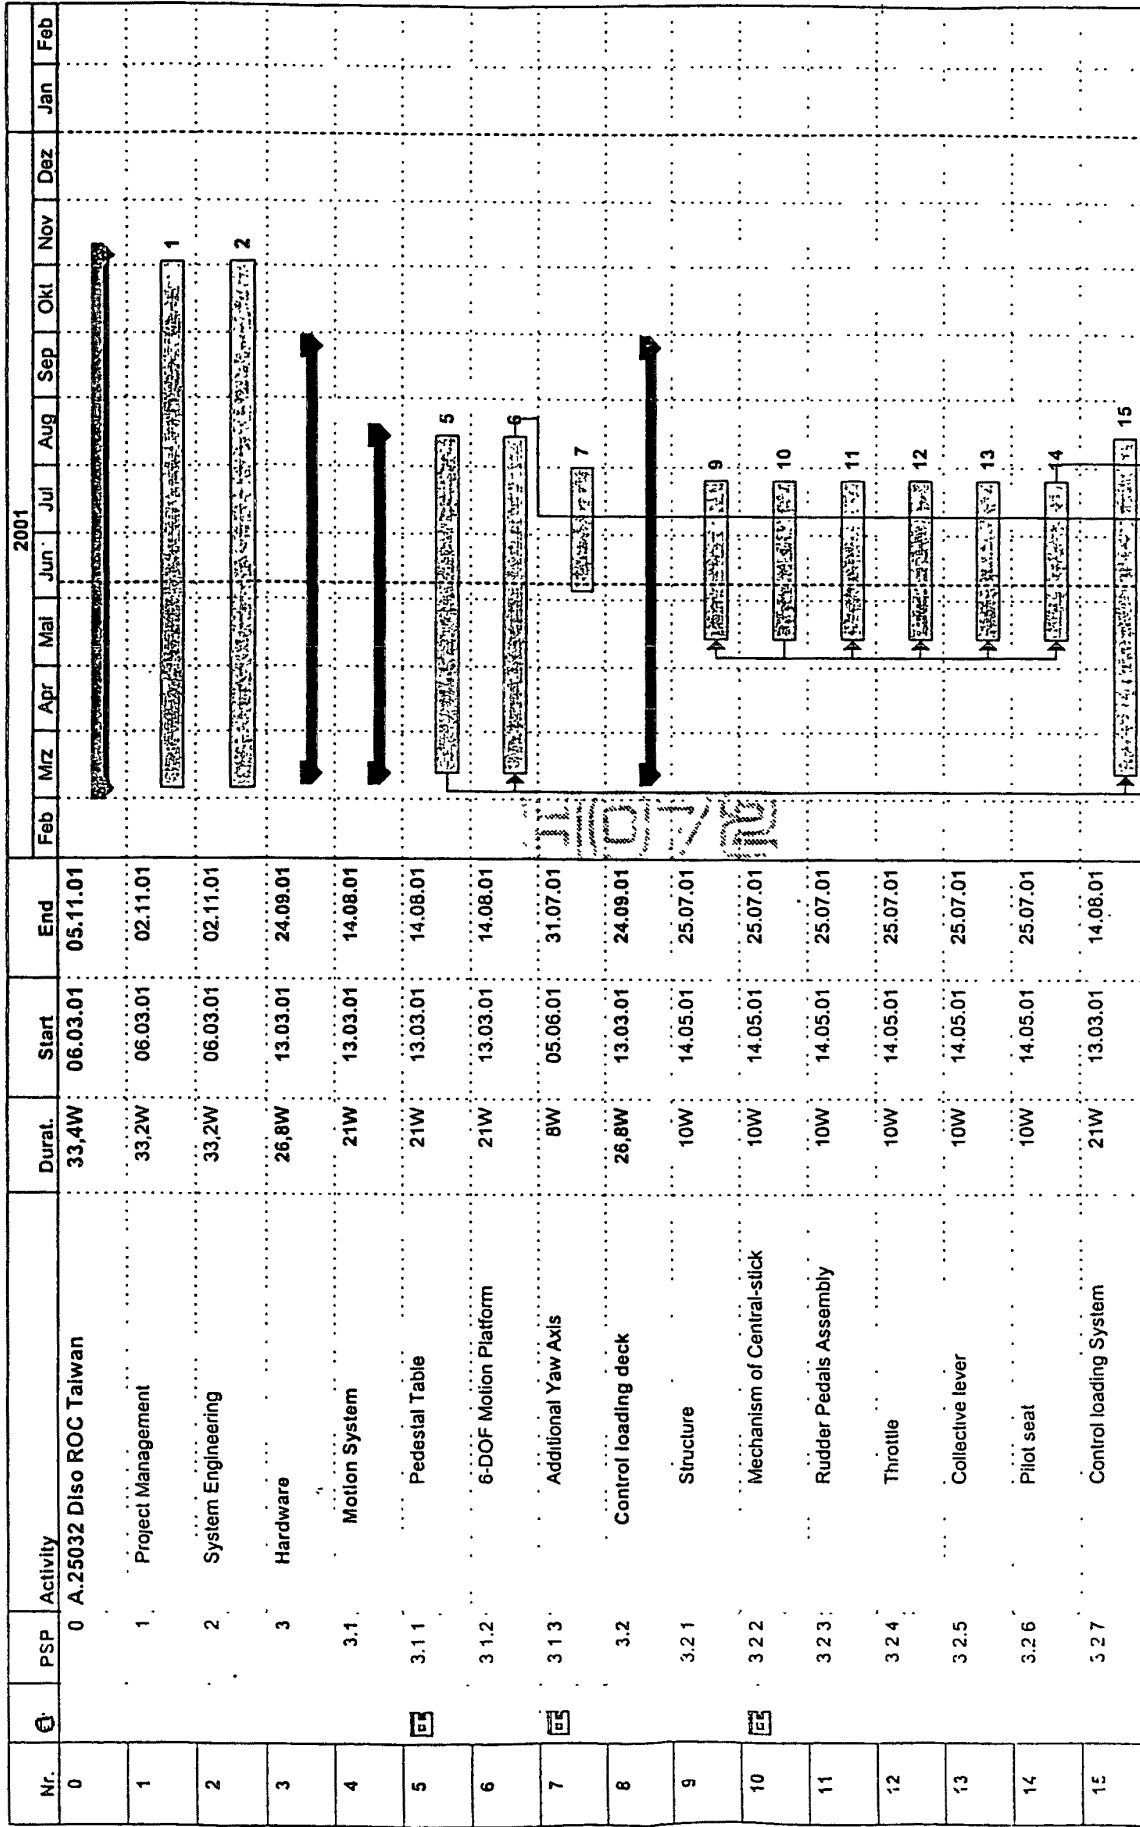 Nr. PSP Activity Durat. Start End 2001
Feb Mrz Apr Mai Jun Jul Aug Sep Okt Nov Dez Jan Feb
0 0 A.25032 Diso ROC Taiwan 33,4W 06.03.01 05.11.01
1 1 Project Management 33,2W 06.03.01 02.11.01 1
2 2 System Engineering 33,2W 06.03.01 02.11.01 2
3 3 Hardware 26,8W 13.03.01 24.09.01
4 3.1 Motion System 21W 13.03.01 14.08.01
5 3.1 1 Pedestal Table 21W 13.03.01 14.08.01 5
6 3 1.2 6-DOF Motion Platform 21W 13.03.01 14.08.01 6
7 3 1 3 Additional Yaw Axis 8W 05.06.01 31.07.01 7
8 3.2 Control loading deck 26,8W 13.03.01 24.09.01
9 3.2 1 Structure 10W 14.05.01 25.07.01 9
10 3 2 2 Mechanism of Central-stick 10W 14.05.01 25.07.01 10
11 3 2 3 Rudder Pedals Assembly 10W 14.05.01 25.07.01 11
12 3 2 4 Throttle 10W 14.05.01 25.07.01 12
13 3 2.5 Collective lever 10W 14.05.01 25.07.01 13
14 3.2 6 Pilot seat 10W 14.05.01 25.07.01 14
15 3 2 7 Control loading System 21W 13.03.01 14.08.01 15